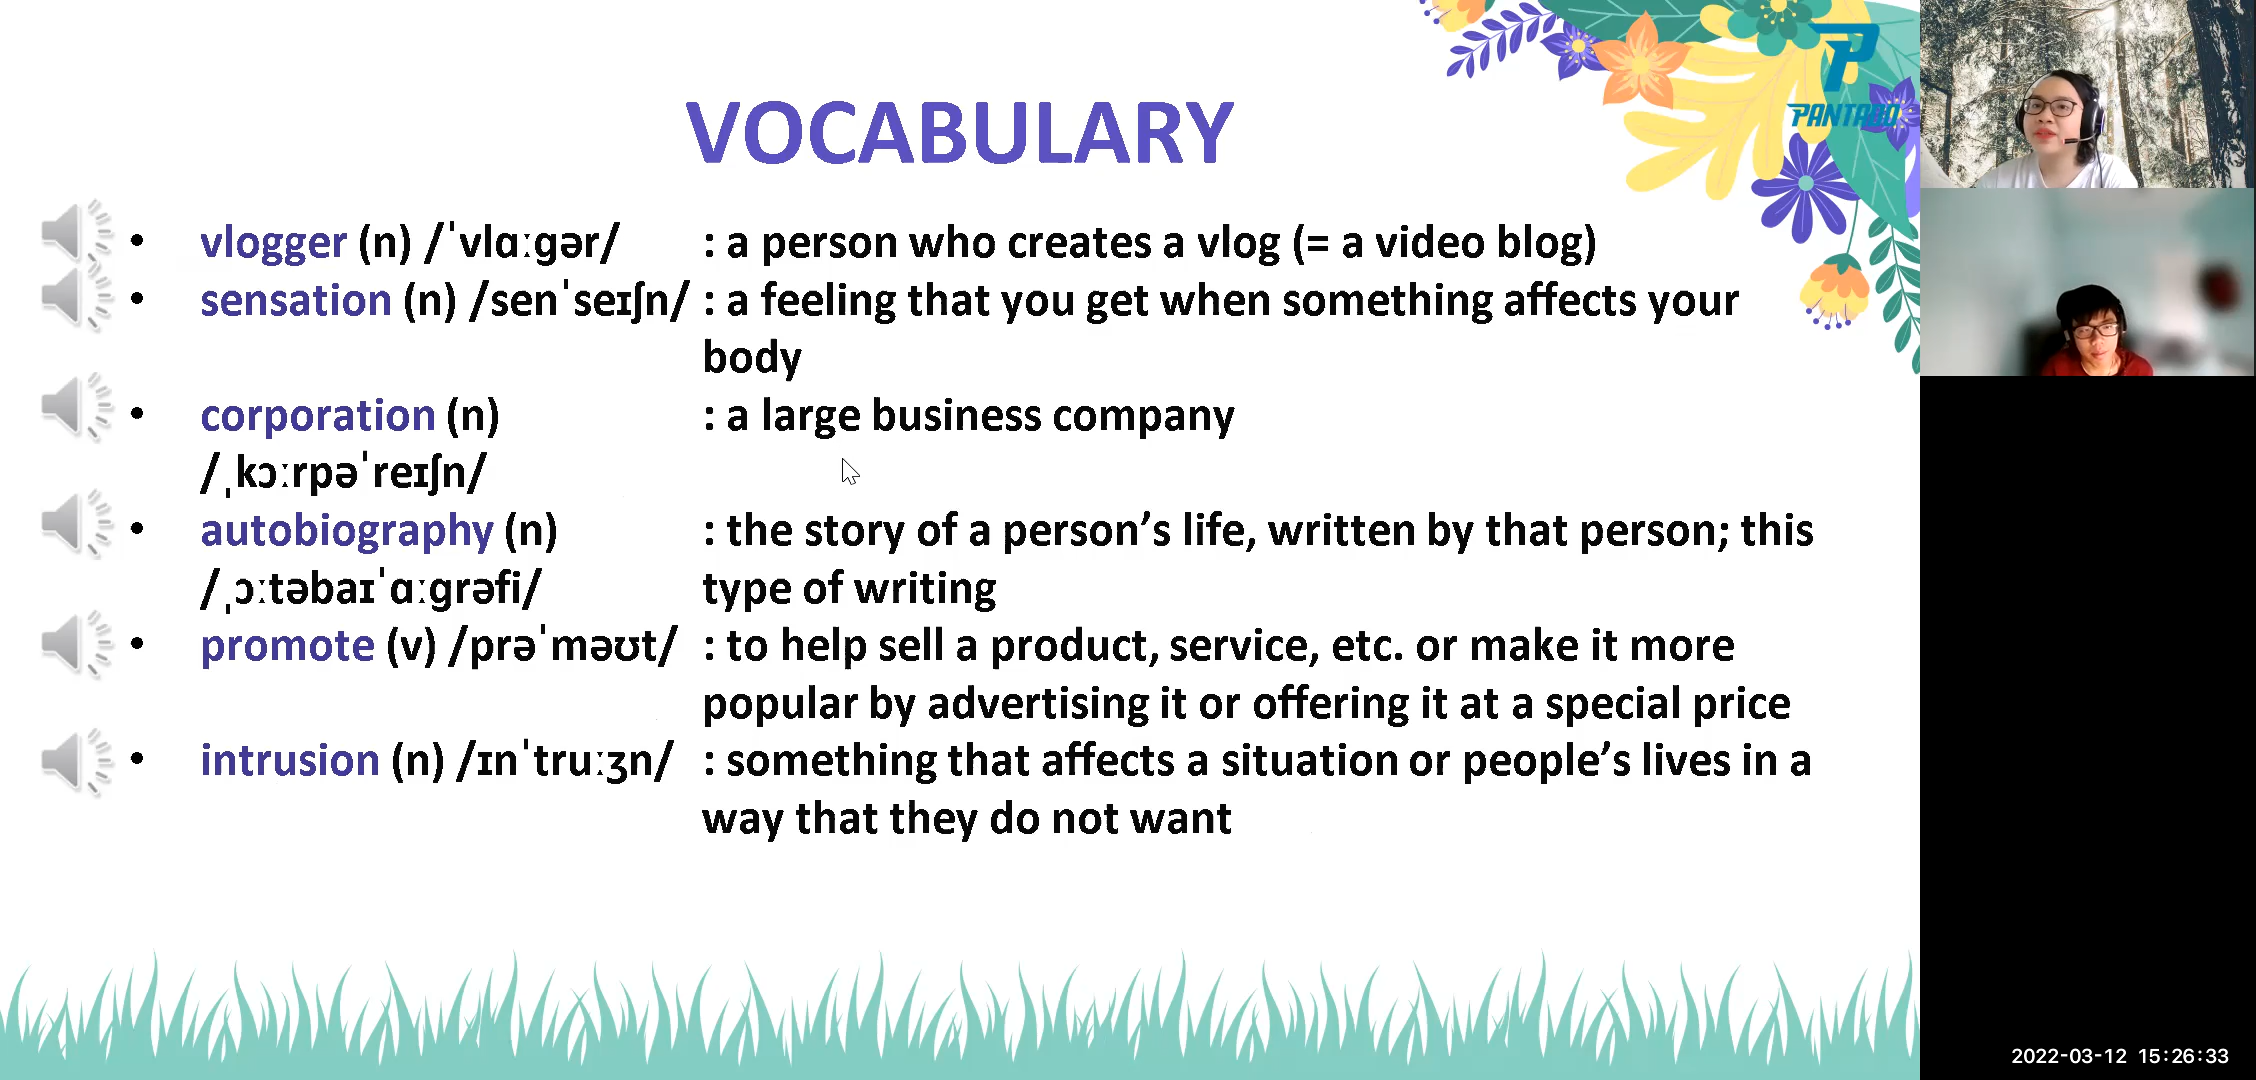 VOCABULARY
PANTADO
• vlogger (n) /ˈvlɑːɡər/ : a person who creates a vlog (= a video blog)
• sensation (n) /senˈseɪʃn/ : a feeling that you get when something affects your
body
• corporation (n) : a large business company
/ˌkɔːrpəˈreɪʃn/
• autobiography (n) : the story of a person’s life, written by that person; this
/ˌɔːtəbaɪˈɑːɡrəfi/ type of writing
• promote (v) /prəˈməʊt/ : to help sell a product, service, etc. or make it more
popular by advertising it or offering it at a special price
• intrusion (n) /ɪnˈtruːʒn/ : something that affects a situation or people’s lives in a
way that they do not want
2022-03-12 15:26:33